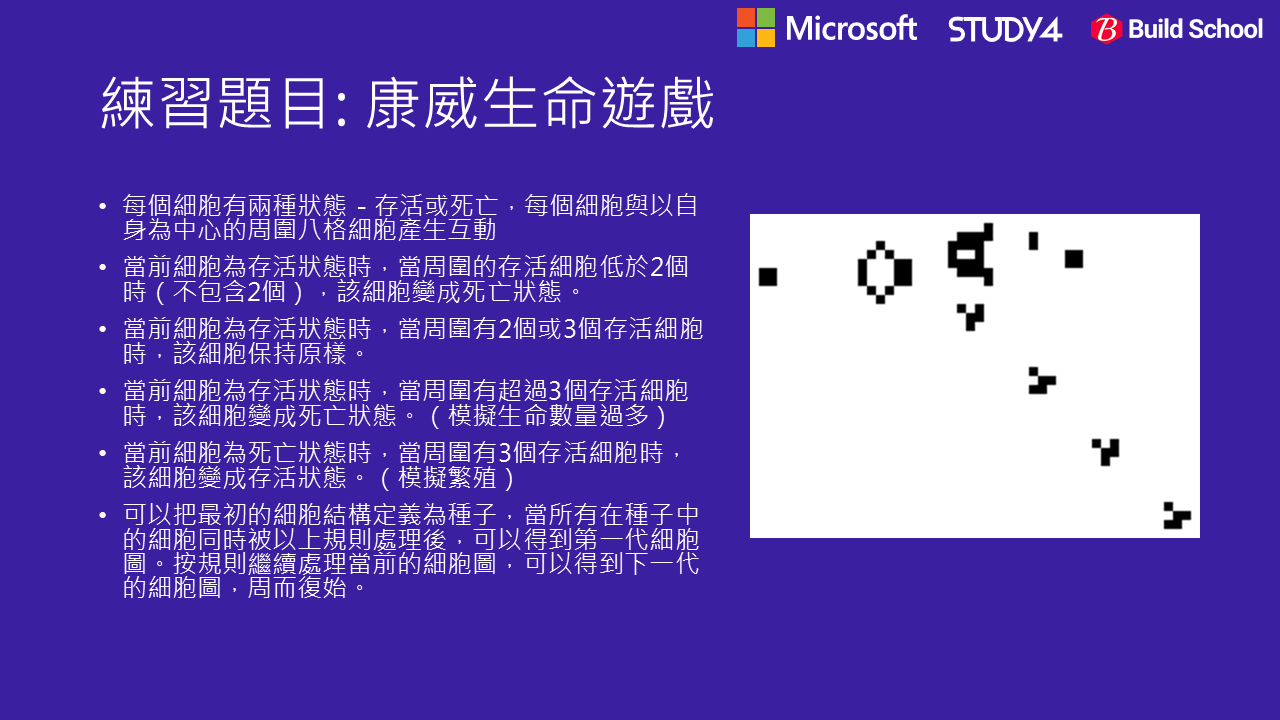 Microsoft STUDY4 Build School
練習題目: 康威生命遊戲
• 每個細胞有兩種狀態 - 存活或死亡，每個細胞與以自
身為中心的周圍八格細胞產生互動
• 當前細胞為存活狀態時，當周圍的存活細胞低於2個
時（不包含2個），該細胞變成死亡狀態。
• 當前細胞為存活狀態時，當周圍有2個或3個存活細胞
時，該細胞保持原樣。
• 當前細胞為存活狀態時，當周圍有超過3個存活細胞
時，該細胞變成死亡狀態。（模擬生命數量過多）
• 當前細胞為死亡狀態時，當周圍有3個存活細胞時，
該細胞變成存活狀態。（模擬繁殖）
• 可以把最初的細胞結構定義為種子，當所有在種子中
的細胞同時被以上規則處理後，可以得到第一代細胞
圖。按規則繼續處理當前的細胞圖，可以得到下一代
的細胞圖，周而復始。